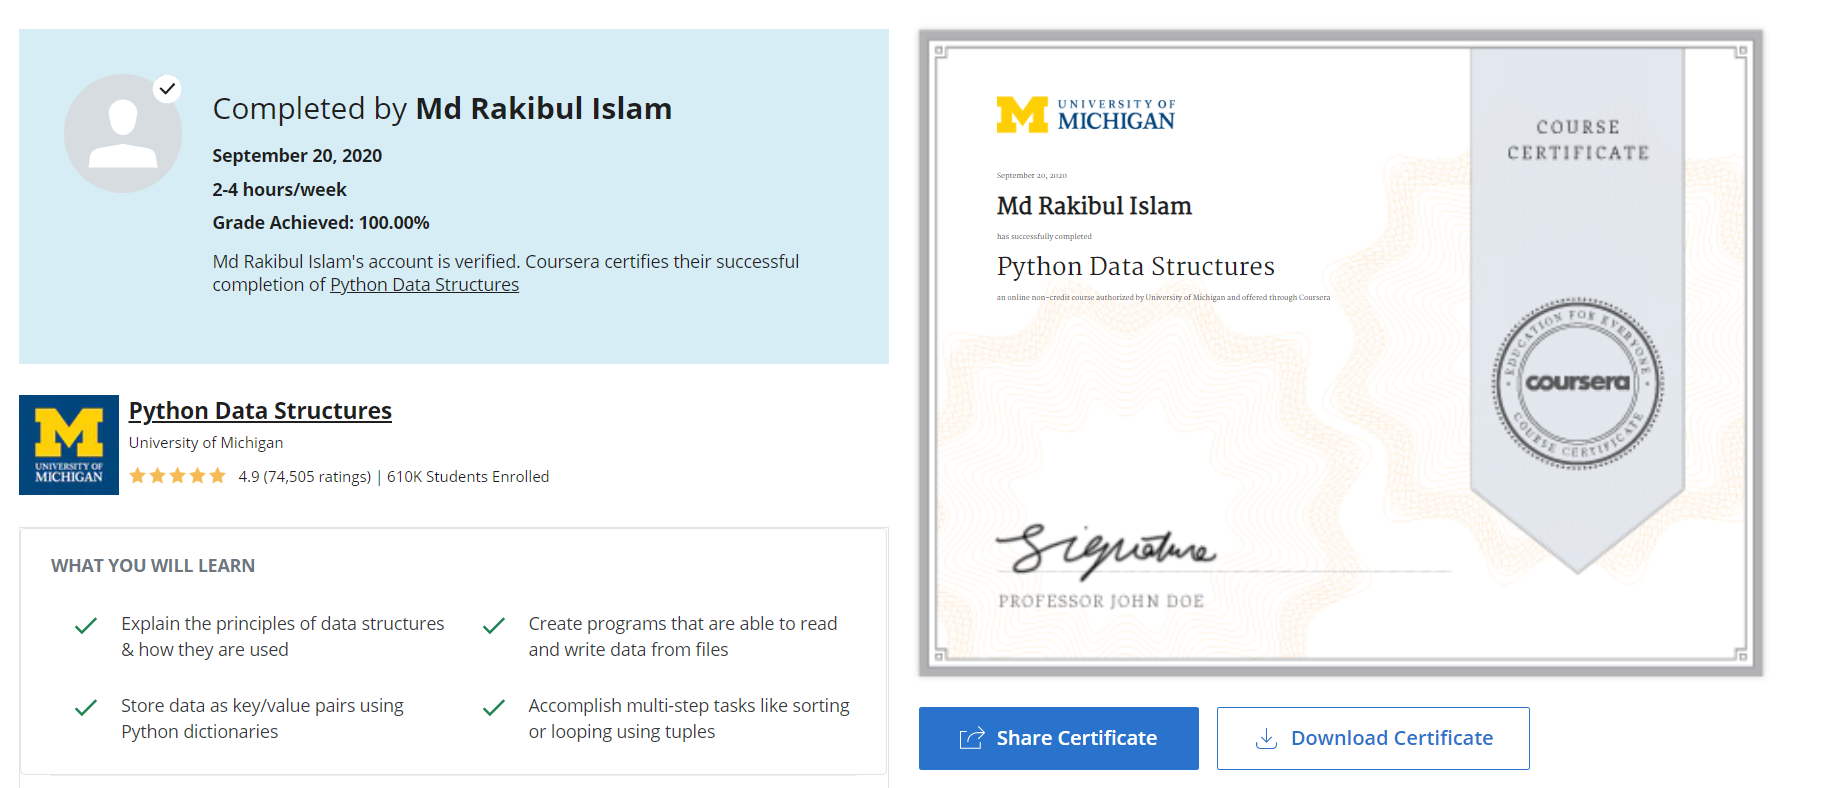 Completed by Md Rakibul Islam
September 20, 2020
2-4 hours/week
Grade Achieved: 100.00%
Md Rakibul Islam's account is verified. Coursera certifies their successful
completion of Python Data Structures
UNIVERSITY OF
MICHIGAN
Python Data Structures
University of Michigan
4.9 (74,505 ratings) | 610K Students Enrolled
WHAT YOU WILL LEARN
Explain the principles of data structures
& how they are used
Create programs that are able to read
and write data from files
Store data as key/value pairs using
Python dictionaries
Accomplish multi-step tasks like sorting
or looping using tuples
UNIVERSITY OF
MICHIGAN
September 20, 2020
Md Rakibul Islam
has successfully completed
Python Data Structures
an online non-credit course authorized by University of Michigan and offered through Coursera
COURSE
CERTIFICATE
EDUCATION FOR EVERYONE
coursera
COURSE CERTIFICATE
Signature
PROFESSOR JOHN DOE
Share Certificate
Download Certificate